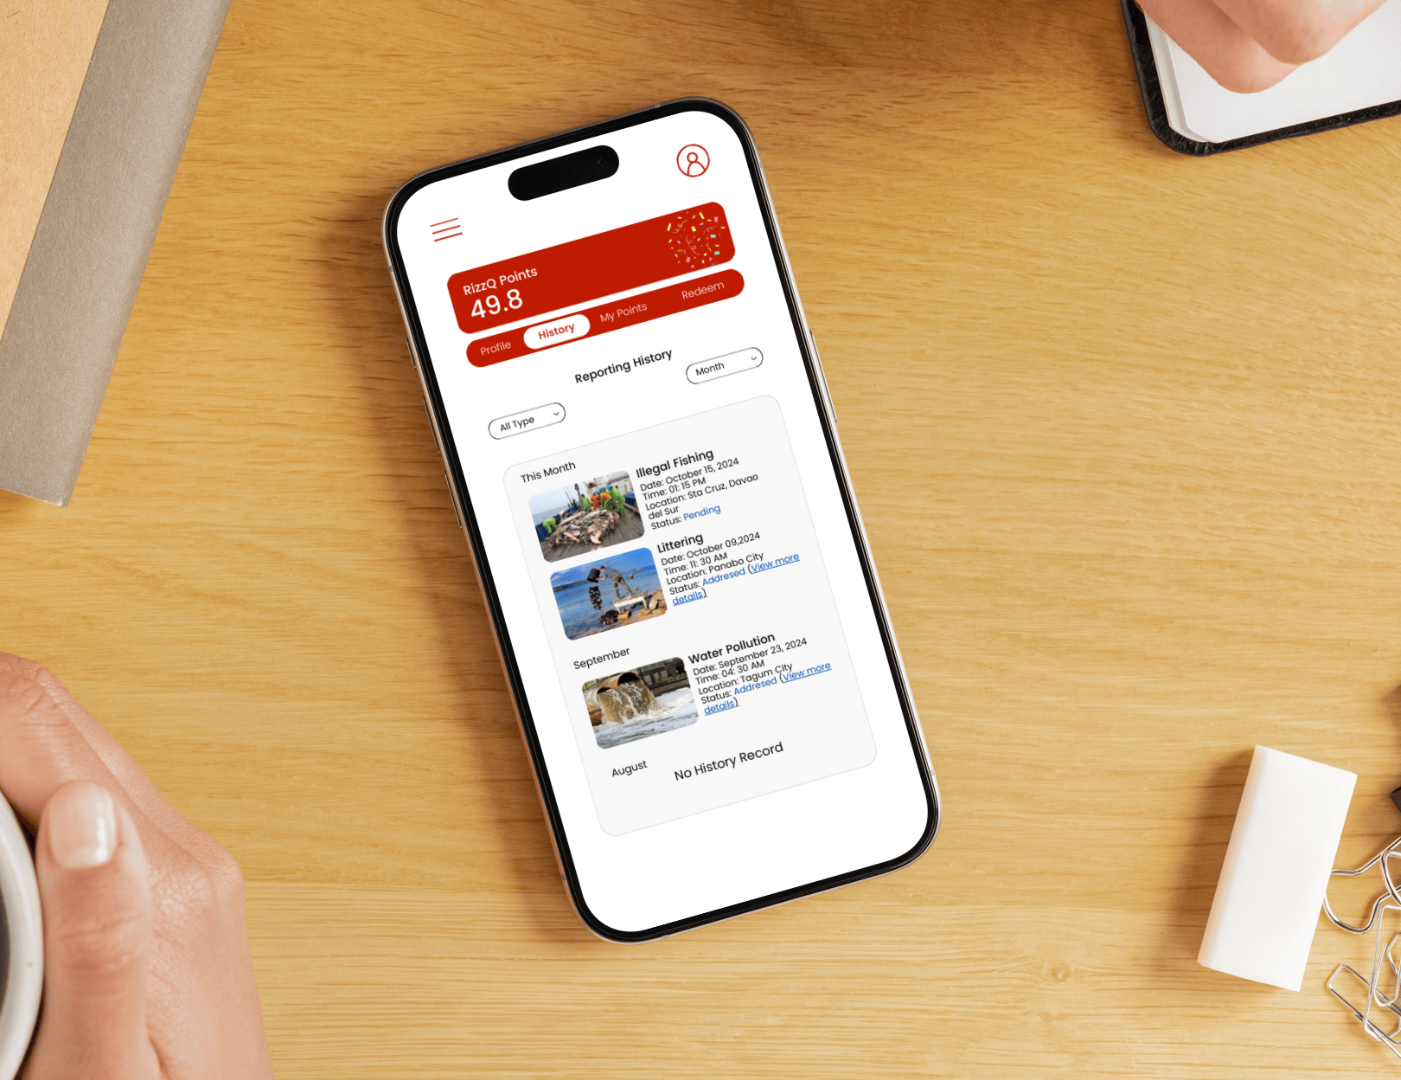 RizzQ Points
49.8
Profile
History
My Points
Redeem
Reporting History
Month
All Type
This Month
Illegal Fishing
Date: October 15, 2024
Time: 01: 15 PM
Location: Sta Cruz, Davao
del Sur
Status: Pending
Littering
Date: October 09,2024
Time: 11: 30 AM
Location: Panabo City
Status: Addresed (View more
details)
September
Water Pollution
Date: September 23, 2024
Time: 04: 30 AM
Location: Tagum City
Status: Addresed (View more
details)
August
No History Record